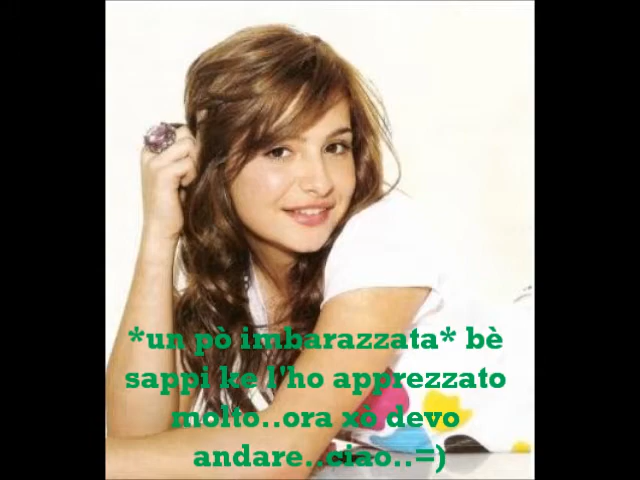 *un pò imbarazzata* bè
sappi ke l'ho apprezzato
molto..ora xò devo
andare..ciao..=)